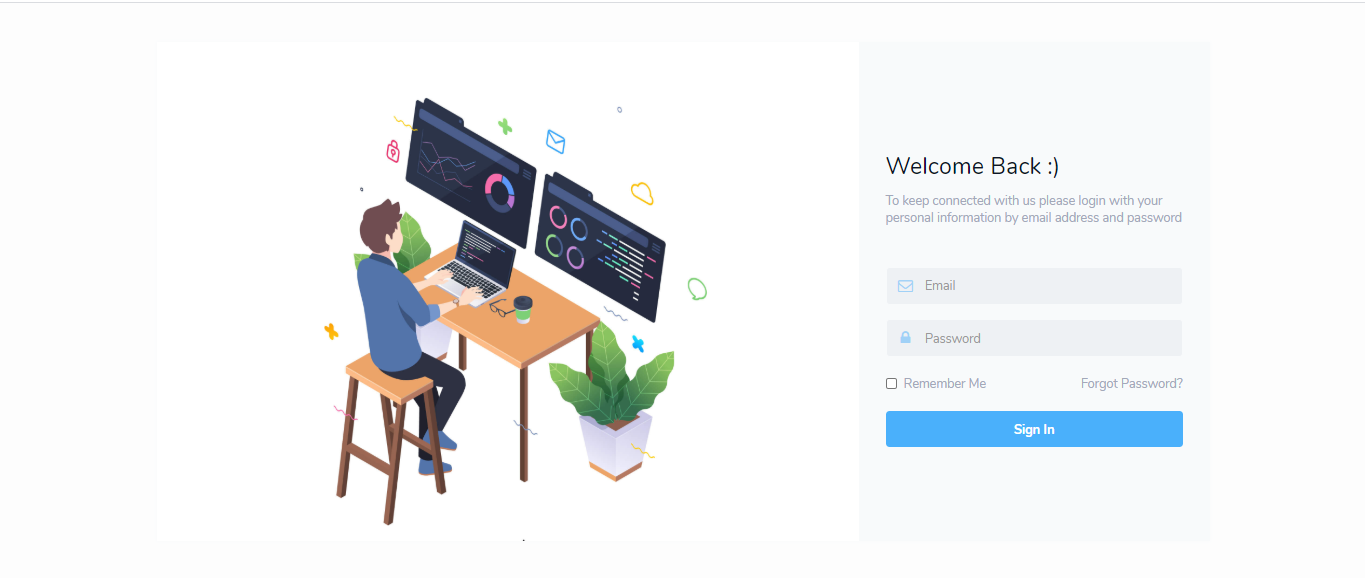 Welcome Back :)
To keep connected with us please login with your
personal information by email address and password
Email
Password
Remember Me
Forgot Password?
Sign In